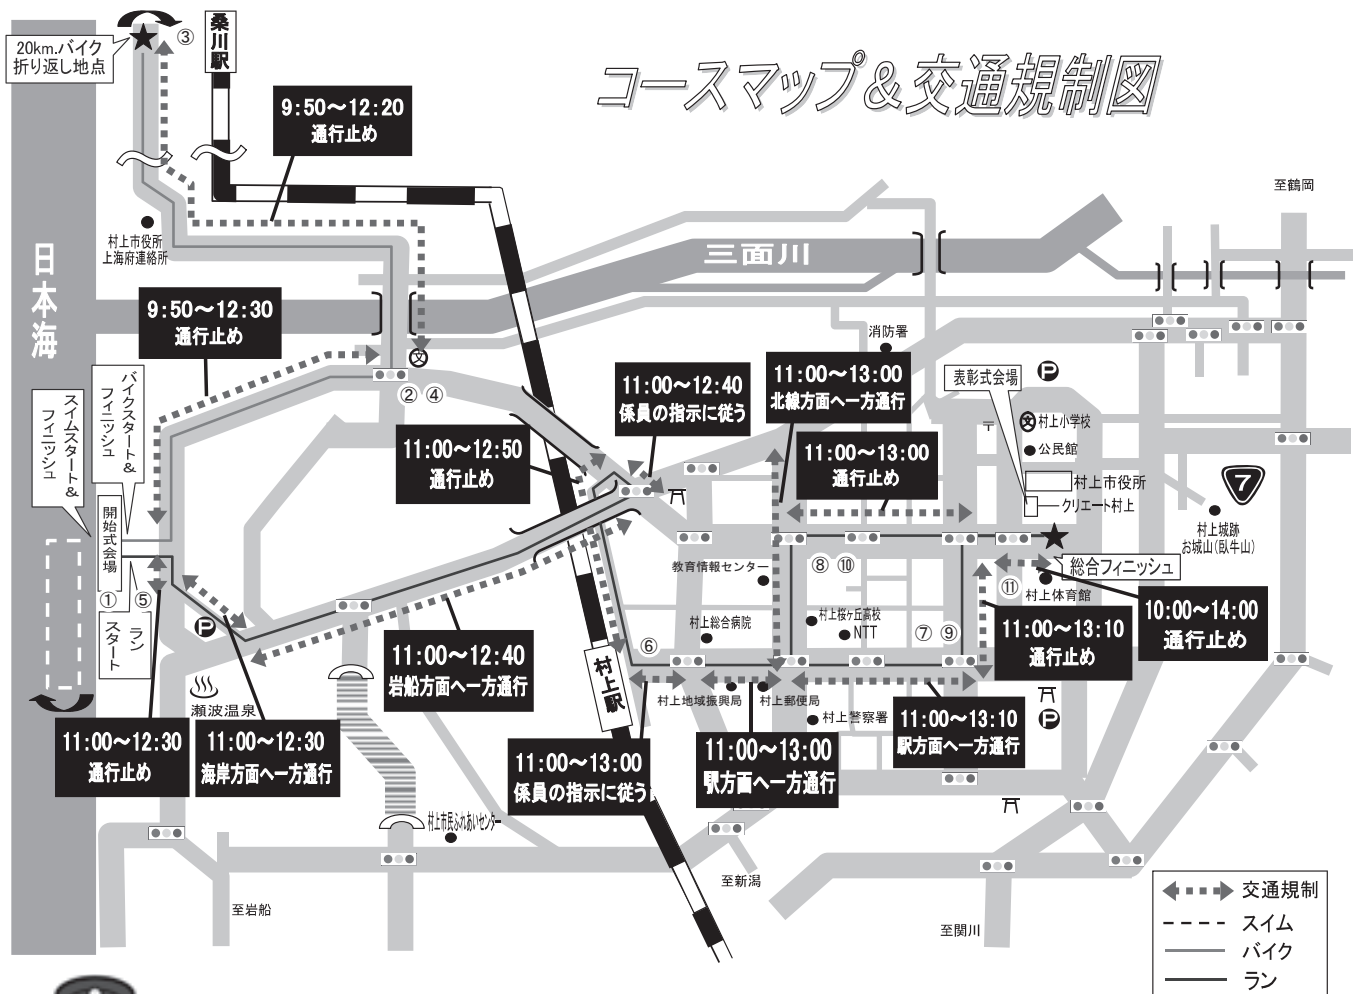 コースマップ&交通規制図
20km.バイク
折り返し地点
③
桑川駅
9:50〜12:20
通行止め
村上市役所
上海府連絡所
日本海
三面川
至鶴岡
9:50〜12:30
通行止め
文
②④
消防署
11:00〜12:40
係員の指示に従う
11:00〜13:00
北線方面へ一方通行
表彰式会場
P
文
村上小学校
公民館
〒
11:00〜12:50
通行止め
11:00〜13:00
通行止め
村上市役所
クリエート村上
7
村上城跡
お城山(臥牛山)
スイムスタート&
フィニッシュ
バイクスタート&
フィニッシュ
開始式会場
①
⑤
ラン
スタート
P
教育情報センター
⑧⑩
総合フィニッシュ
⑪
村上体育館
10:00〜14:00
通行止め
村上総合病院
村上桜ヶ丘高校
NTT
⑦⑨
11:00〜13:10
通行止め
⑥
11:00〜12:40
岩船方面へ一方通行
村上駅
村上地域振興局
村上郵便局
村上警察署
P
瀬波温泉
11:00〜12:30
通行止め
11:00〜12:30
海岸方面へ一方通行
11:00〜13:00
係員の指示に従う
11:00〜13:00
駅方面へ一方通行
11:00〜13:10
駅方面へ一方通行
村上市民ふれあいセンター
至新潟
至岩船
至関川
交通規制
スイム
バイク
ラン